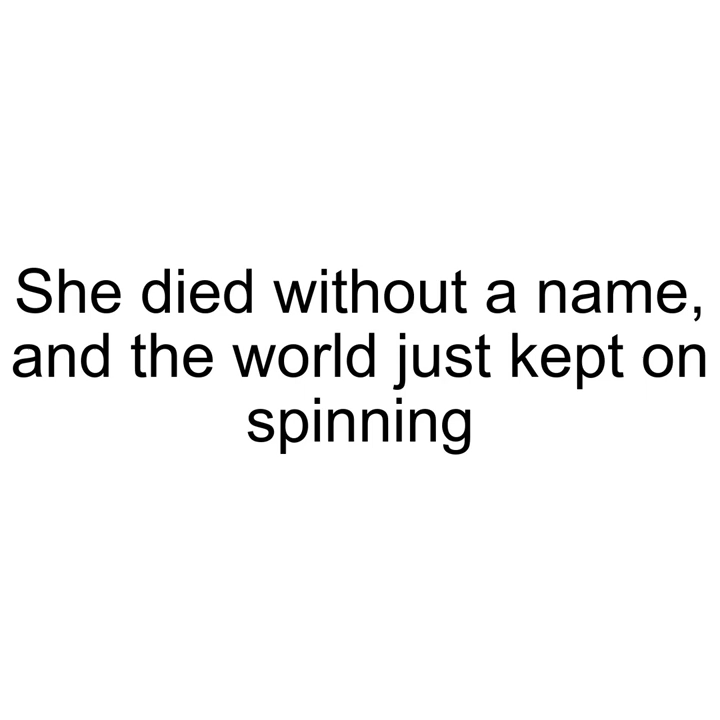 She died without a name,
and the world just kept on
spinning